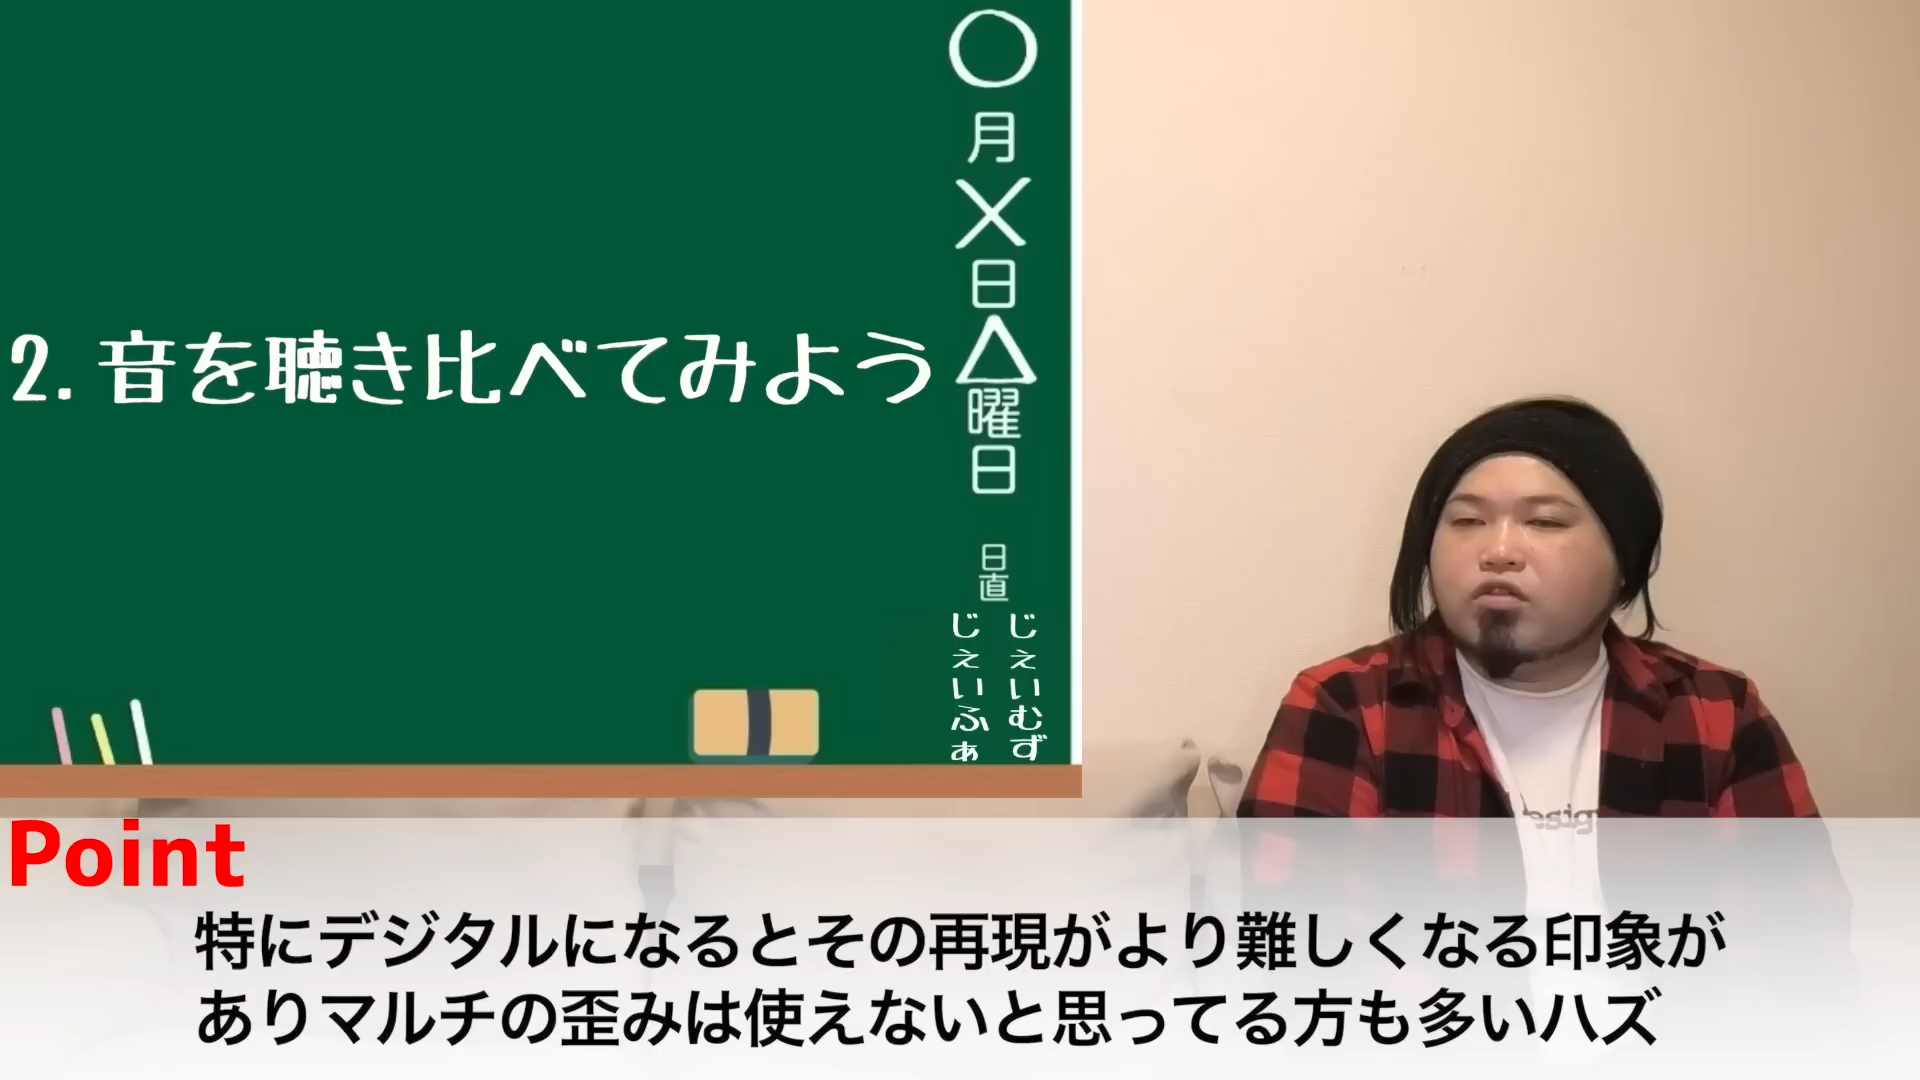 2.音を聴き比べてみよう
〇月×日△曜日
日直
じぇいむず
じぇいふぁ
esign
Point
特にデジタルになるとその再現がより難しくなる印象が
ありマルチの歪みは使えないと思ってる方も多いハズ